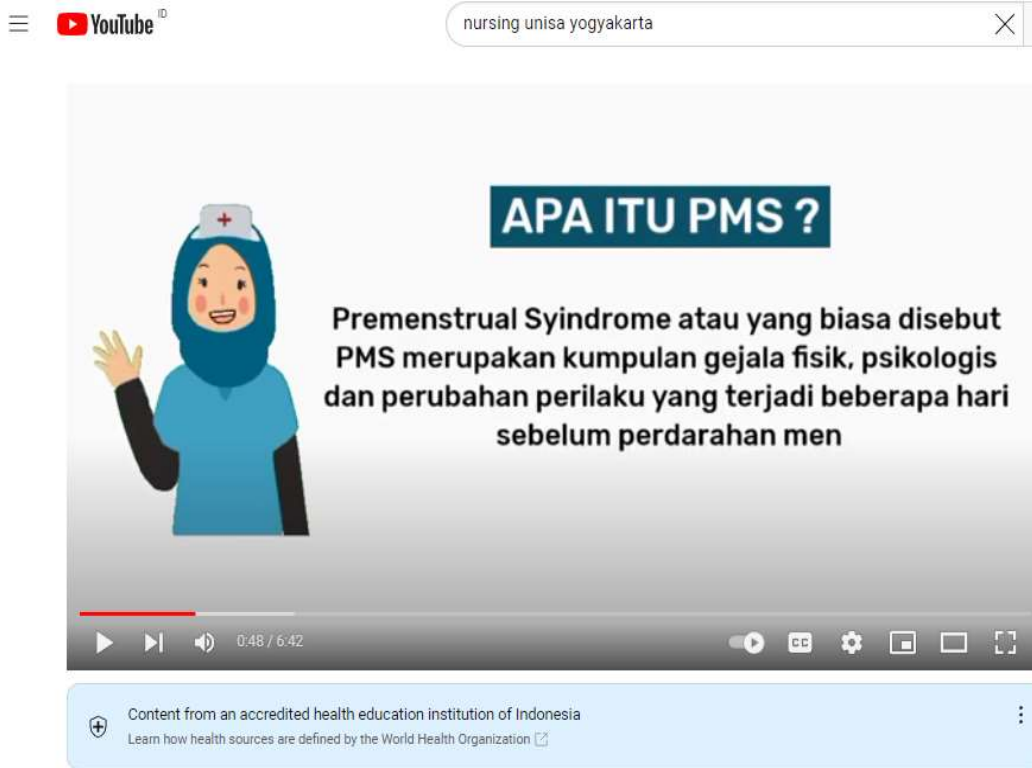 YouTube ID
nursing unisa yogyakarta
APA ITU PMS ?
Premenstrual Syindrome atau yang biasa disebut
PMS merupakan kumpulan gejala fisik, psikologis
dan perubahan perilaku yang terjadi beberapa hari
sebelum perdarahan men
0:48 / 6:42
CC
Content from an accredited health education institution of Indonesia
Learn how health sources are defined by the World Health Organization